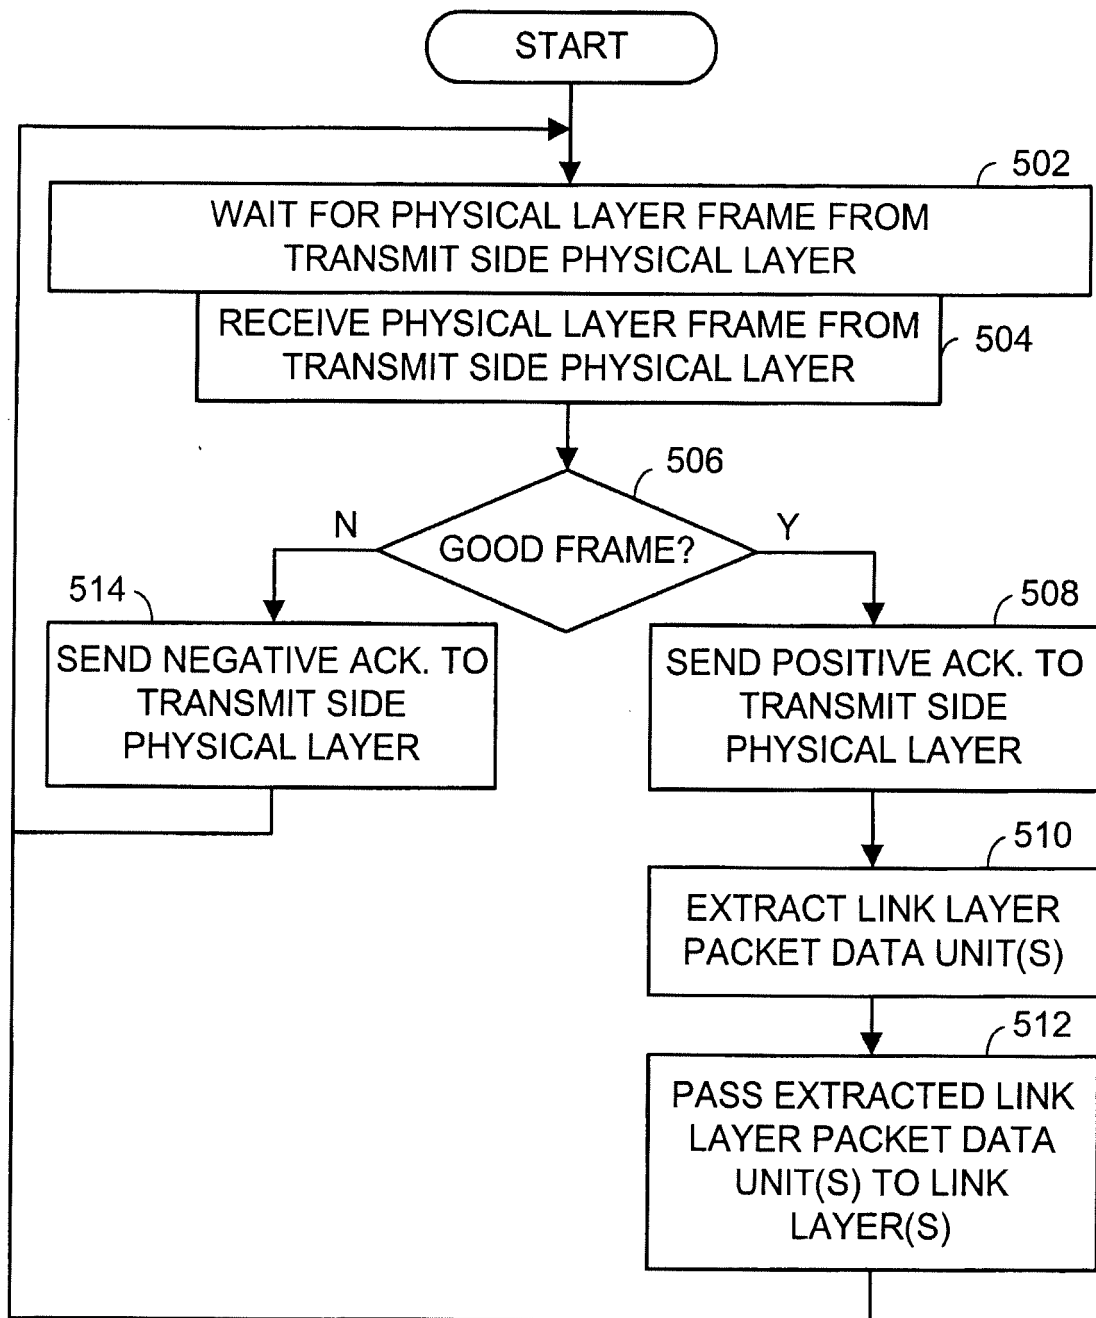 START
502
WAIT FOR PHYSICAL LAYER FRAME FROM
TRANSMIT SIDE PHYSICAL LAYER
RECEIVE PHYSICAL LAYER FRAME FROM
TRANSMIT SIDE PHYSICAL LAYER
504
506
N
Y
GOOD FRAME?
514
SEND NEGATIVE ACK. TO
TRANSMIT SIDE
PHYSICAL LAYER
508
SEND POSITIVE ACK. TO
TRANSMIT SIDE
PHYSICAL LAYER
510
EXTRACT LINK LAYER
PACKET DATA UNIT(S)
512
PASS EXTRACTED LINK
LAYER PACKET DATA
UNIT(S) TO LINK
LAYER(S)